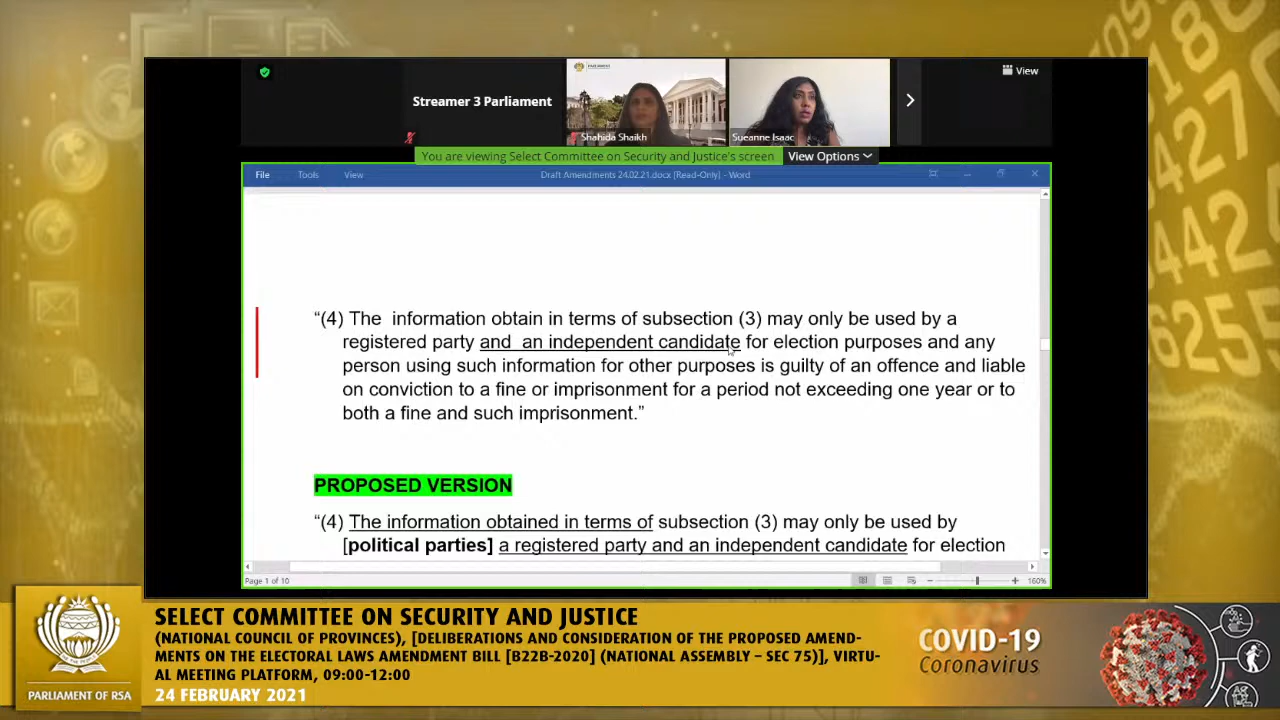 View
Streamer 3 Parliament
Shahida Shaikh
Sueanne Isaac
You are viewing Select Committee on Security and Justice's screen
View Options
File Tools View Draft Amendments 24.02.21.docx [Read-Only] - Word
“(4) The information obtain in terms of subsection (3) may only be used by a
registered party and an independent candidate for election purposes and any
person using such information for other purposes is guilty of an offence and liable
on conviction to a fine or imprisonment for a period not exceeding one year or to
both a fine and such imprisonment.”
PROPOSED VERSION
“(4) The information obtained in terms of subsection (3) may only be used by
[political parties] a registered party and an independent candidate for election
Page 1 of 10
160%
SELECT COMMITTEE ON SECURITY AND JUSTICE
(NATIONAL COUNCIL OF PROVINCES), [DELIBERATIONS AND CONSIDERATION OF THE PROPOSED AMEND-
MENTS ON THE ELECTORAL LAWS AMENDMENT BILL [B22B-2020] (NATIONAL ASSEMBLY – SEC 75)], VIRTU-
AL MEETING PLATFORM, 09:00-12:00
24 FEBRUARY 2021
PARLIAMENT OF RSA
COVID-19
Coronavirus